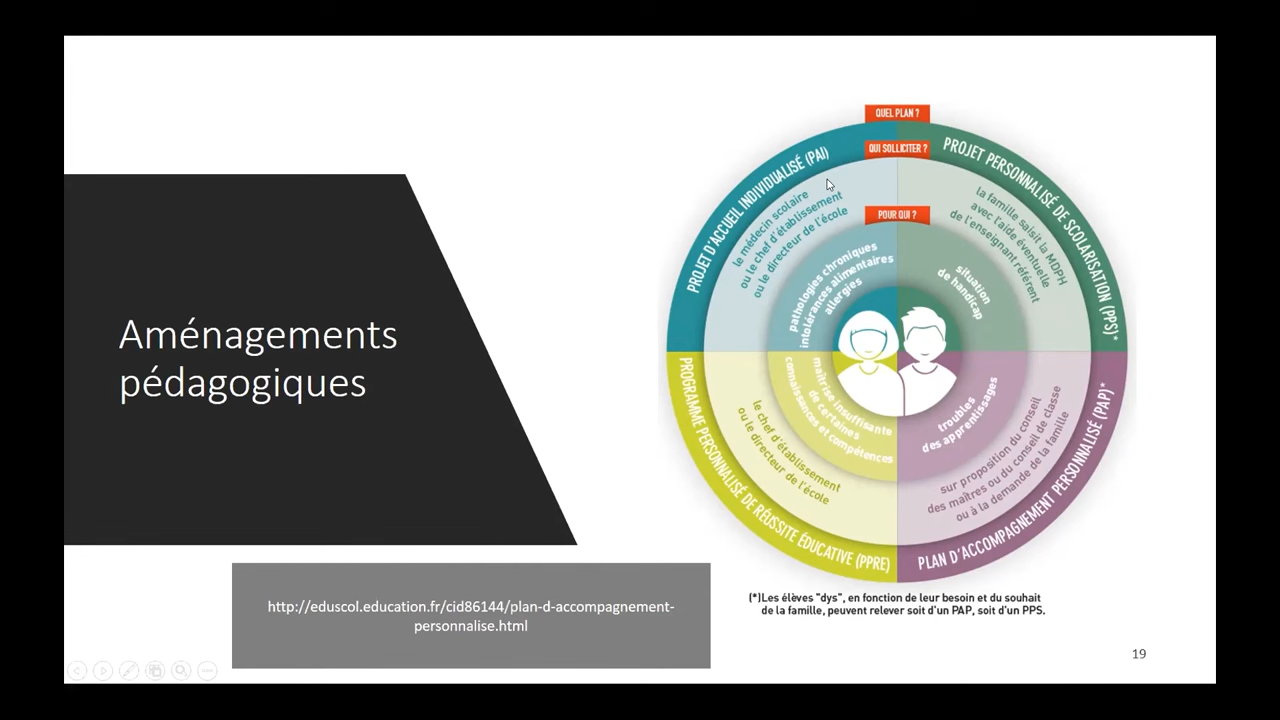 Aménagements
pédagogiques
http://eduscol.education.fr/cid86144/plan-d-accompagnement-
personnalise.html
QUEL PLAN ?
QUI SOLLICITER ?
POUR QUI ?
PROJET D'ACCUEIL INDIVIDUALISÉ (PAI)
le médecin scolaire
ou le chef d'établissement
ou le directeur de l'école
pathologies chroniques
intolérances alimentaires
allergies
PROJET PERSONNALISÉ DE SCOLARISATION (PPS)*
la famille saisit la MDPH
avec l'aide éventuelle
de l'enseignant référent
situation
de handicap
PROGRAMME PERSONNALISÉ DE RÉUSSITE ÉDUCATIVE (PPRE)
le chef d'établissement
ou le directeur de l'école
maîtrise insuffisante
de certaines
connaissances et compétences
PLAN D'ACCOMPAGNEMENT PERSONNALISÉ (PAP)*
sur proposition du conseil
des maîtres ou du conseil de classe
ou à la demande de la famille
troubles
des apprentissages
(*)Les élèves "dys", en fonction de leur besoin et du souhait
de la famille, peuvent relever soit d'un PAP, soit d'un PPS.
19